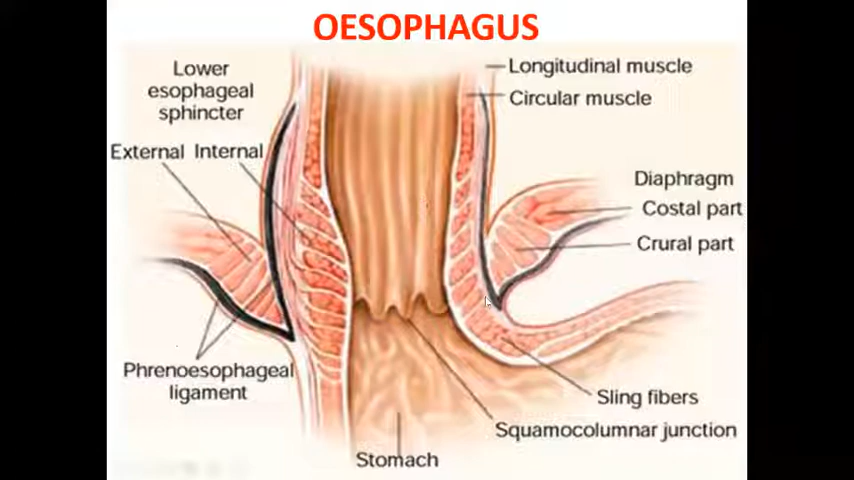 OESOPHAGUS
Lower
esophageal
sphincter
External Internal
Longitudinal muscle
Circular muscle
Diaphragm
Costal part
Crural part
Phrenoesophageal
ligament
Sling fibers
Squamocolumnar junction
Stomach